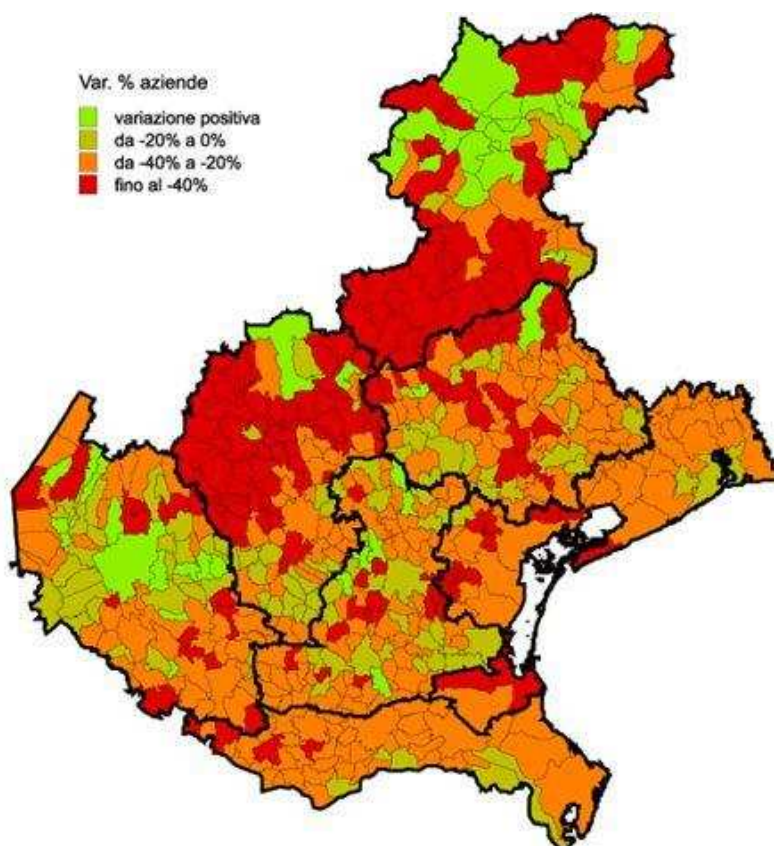 Var. % aziende
variazione positiva
da -20% a 0%
da -40% a -20%
fino al -40%